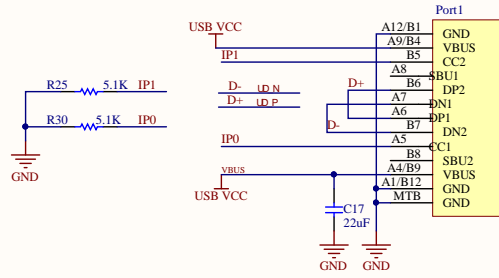 Port1
USB VCC
A12/B1 GND
A9/B4 VBUS
IP1 B5 CC2
A8 SBU1
R25 5.1K IP1 D- UD_N D+ B6 DP2
D+ UD_P A7 DN1
A6 DP1
R30 5.1K IP0 D- B7 DN2
IP0 A5 CC1
B8 SBU2
VBUS A4/B9 VBUS
GND USB VCC A1/B12 GND
C17 MTB GND
22uF
GND GND